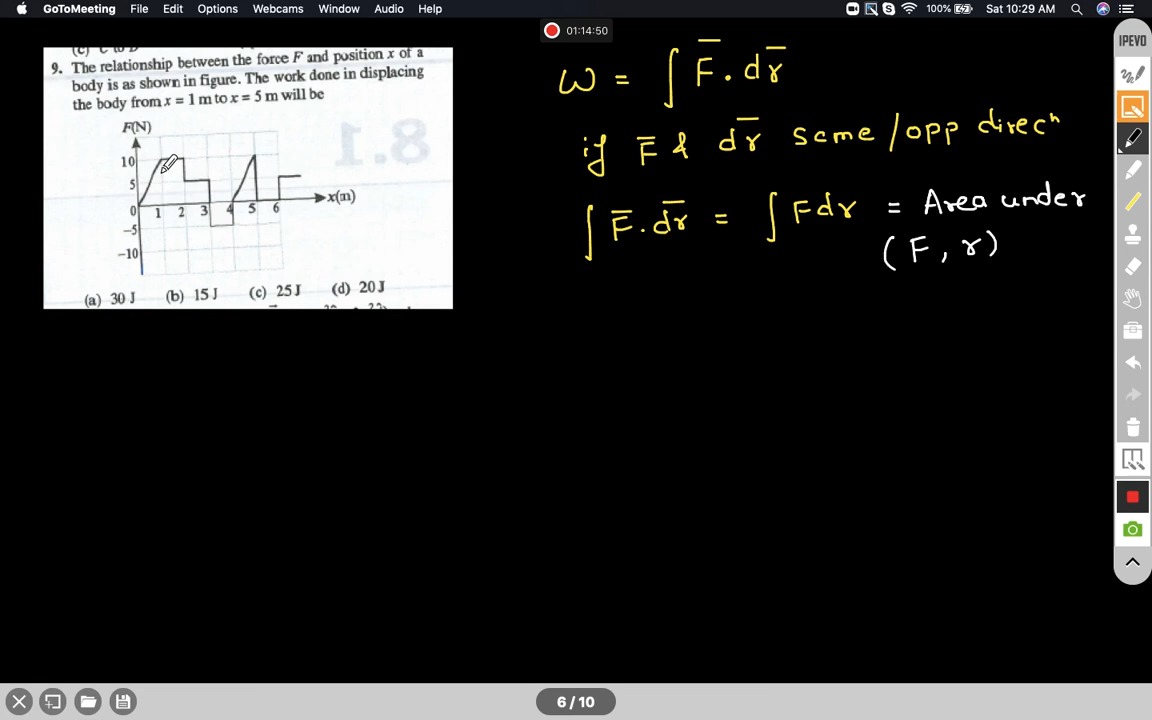 GoToMeeting File Edit Options Webcams Window Audio Help
100% Sat 10:29 AM
01:14:50
IPEVO
9. The relationship between the force F and position x of a
body is as shown in figure. The work done in displacing
the body from x = 1 m to x = 5 m will be
8.1
F(N)
10
5
0 1 2 3 4 5 6 x(m)
-5
-10
(a) 30 J (b) 15 J (c) 25 J (d) 20 J
ω = ∫ F̅ . dr̅
if F̅ & dr̅ same / opp direcⁿ
∫ F̅ . dr̅ = ∫ F dr = Area under
(F, r)
6 / 10